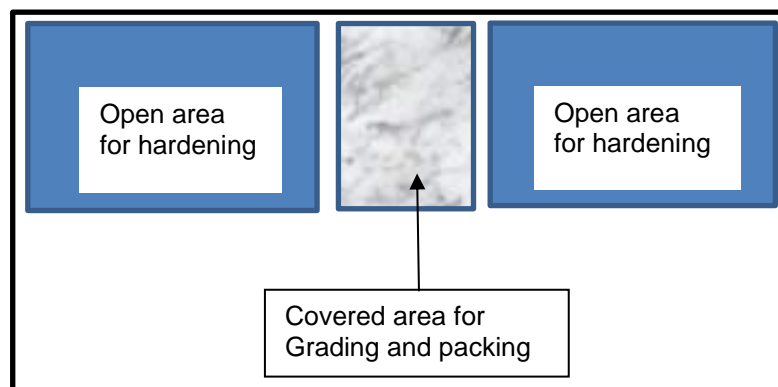 Open area
for hardening
Open area
for hardening
Covered area for
Grading and packing